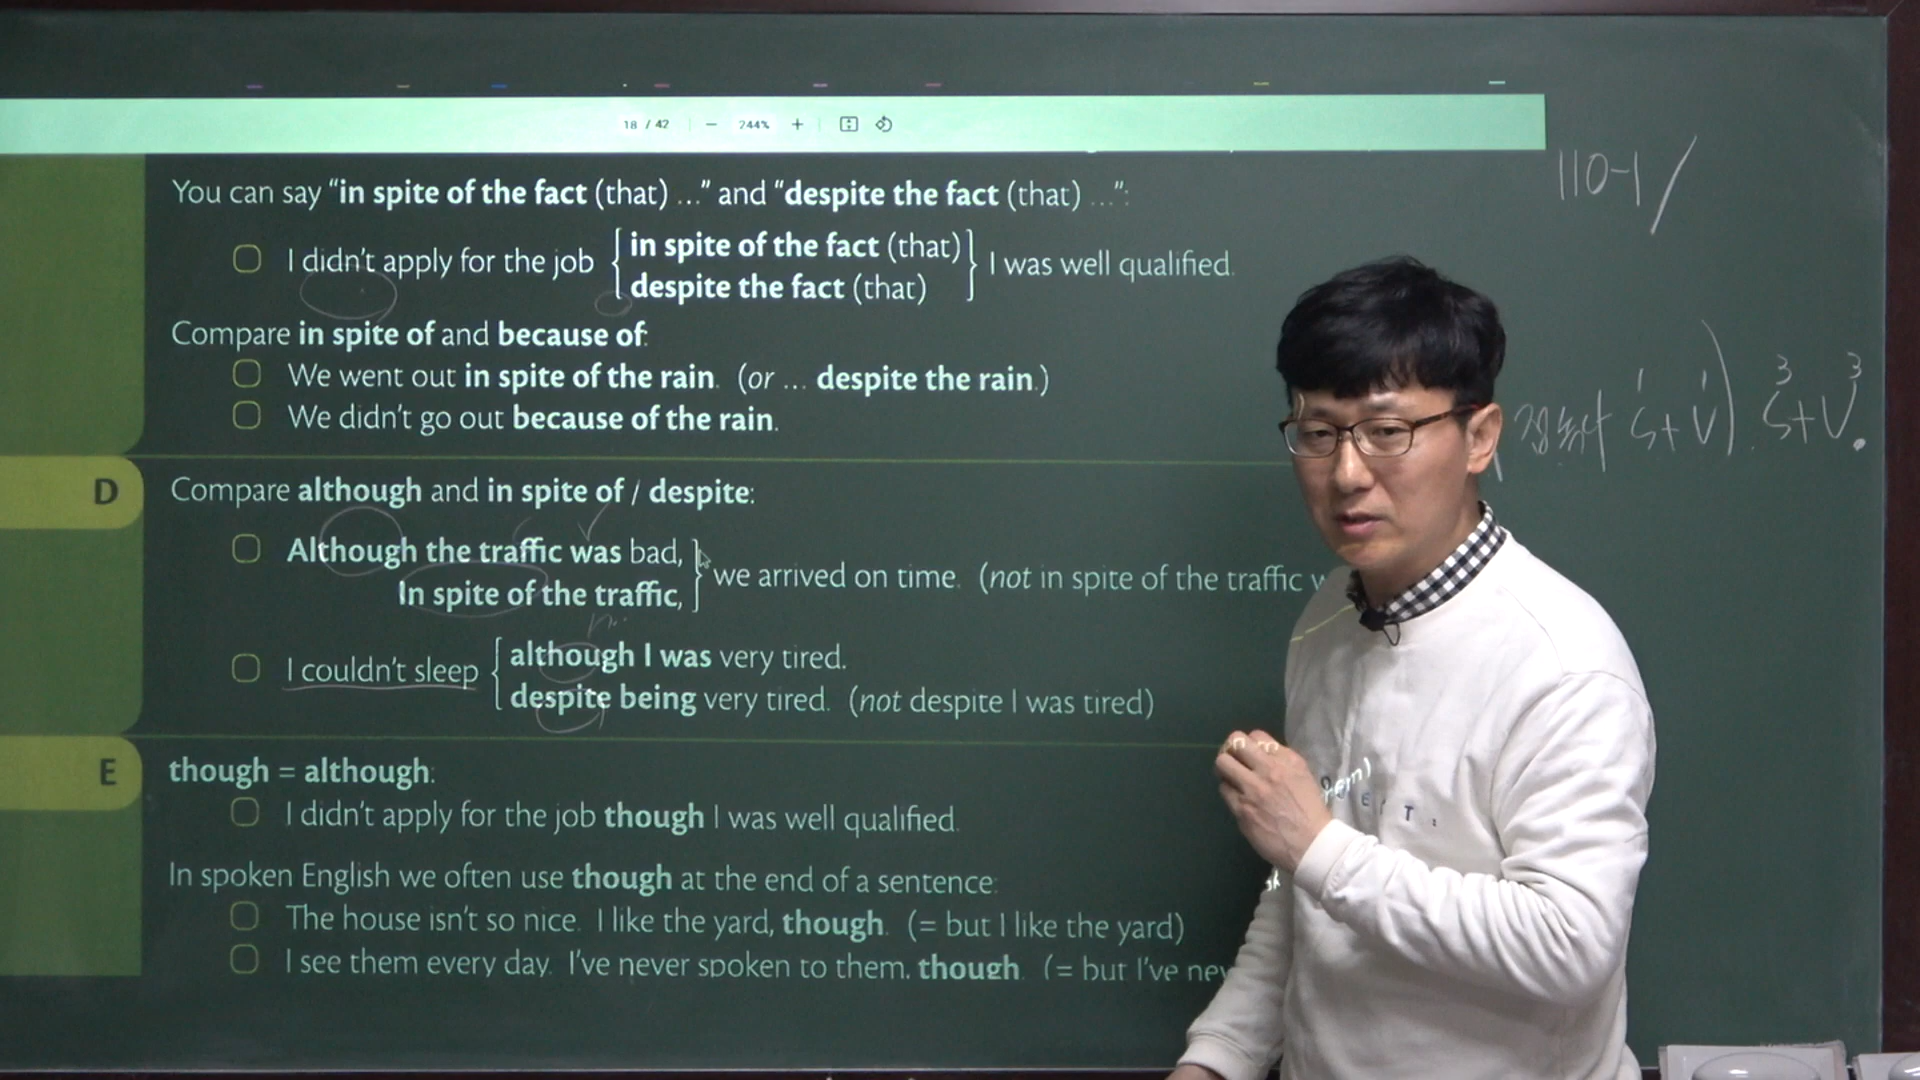 18 / 42 − 244% +
You can say “in spite of the fact (that) …” and “despite the fact (that) …”:
I didn’t apply for the job
in spite of the fact (that)
despite the fact (that)
I was well qualified.
Compare in spite of and because of:
We went out in spite of the rain. (or … despite the rain.)
We didn’t go out because of the rain.
D
Compare although and in spite of / despite:
Although the traffic was bad,
In spite of the traffic,
we arrived on time. (not in spite of the traffic w
n.
I couldn’t sleep
although I was very tired.
despite being very tired. (not despite I was tired)
E
though = although:
I didn’t apply for the job though I was well qualified.
In spoken English we often use though at the end of a sentence:
The house isn’t so nice. I like the yard, though. (= but I like the yard)
I see them every day. I’ve never spoken to them, though. (= but I’ve nev
110-1 /
1 1 3 3
S+V) S+V.